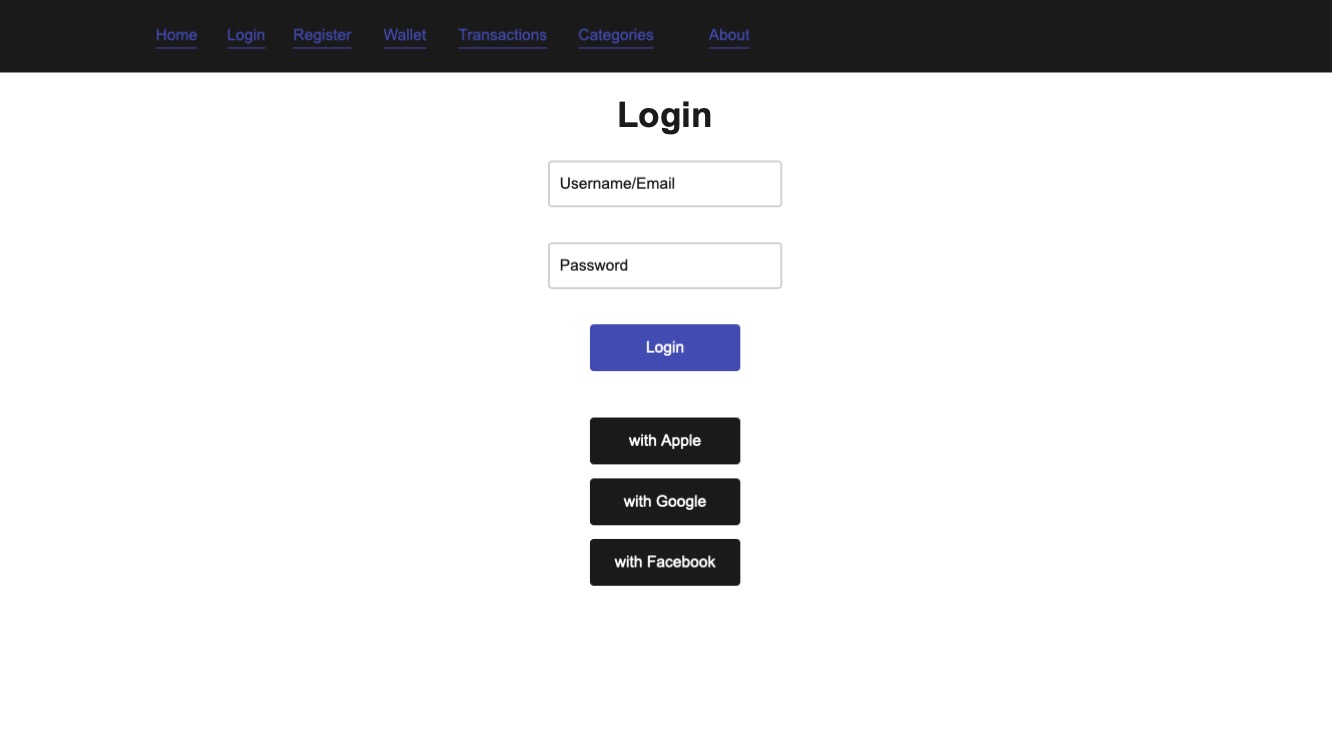 Home Login Register Wallet Transactions Categories About
Login
Username/Email
Password
Login
with Apple
with Google
with Facebook